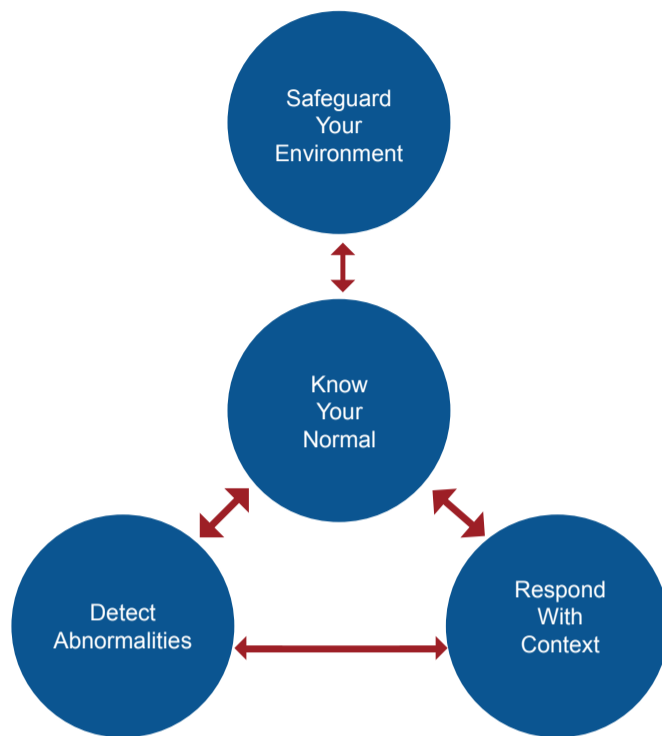 Safeguard
Your
Environment
Know
Your
Normal
Detect
Abnormalities
Respond
With
Context